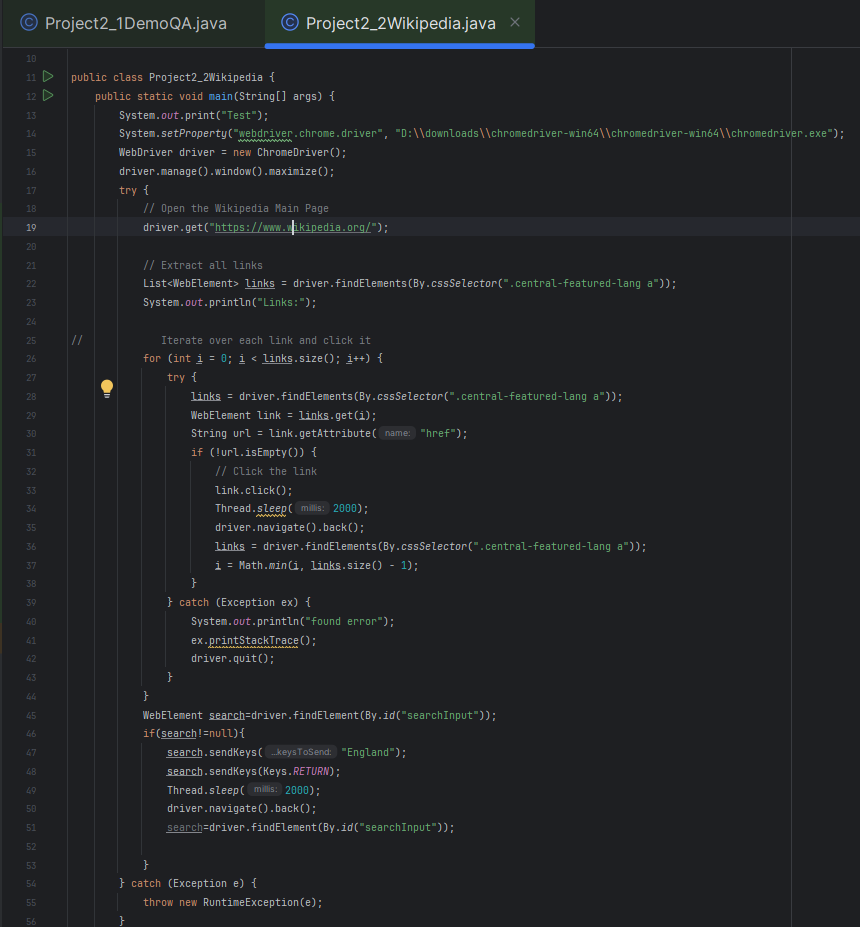 Project2_1DemoQA.java Project2_2Wikipedia.java
10
11 public class Project2_2Wikipedia {
12 public static void main(String[] args) {
13 System.out.print("Test");
14 System.setProperty("webdriver.chrome.driver", "D:\\downloads\\chromedriver-win64\\chromedriver-win64\\chromedriver.exe");
15 WebDriver driver = new ChromeDriver();
16 driver.manage().window().maximize();
17 try {
18 // Open the Wikipedia Main Page
19 driver.get("https://www.wikipedia.org/");
20
21 // Extract all links
22 List<WebElement> links = driver.findElements(By.cssSelector(".central-featured-lang a"));
23 System.out.println("Links:");
24
25 // Iterate over each link and click it
26 for (int i = 0; i < links.size(); i++) {
27 try {
28 links = driver.findElements(By.cssSelector(".central-featured-lang a"));
29 WebElement link = links.get(i);
30 String url = link.getAttribute( name: "href");
31 if (!url.isEmpty()) {
32 // Click the link
33 link.click();
34 Thread.sleep( millis: 2000);
35 driver.navigate().back();
36 links = driver.findElements(By.cssSelector(".central-featured-lang a"));
37 i = Math.min(i, links.size() - 1);
38 }
39 } catch (Exception ex) {
40 System.out.println("found error");
41 ex.printStackTrace();
42 driver.quit();
43 }
44 }
45 WebElement search=driver.findElement(By.id("searchInput"));
46 if(search!=null){
47 search.sendKeys( ...keysToSend: "England");
48 search.sendKeys(Keys.RETURN);
49 Thread.sleep( millis: 2000);
50 driver.navigate().back();
51 search=driver.findElement(By.id("searchInput"));
52
53 }
54 } catch (Exception e) {
55 throw new RuntimeException(e);
56 }